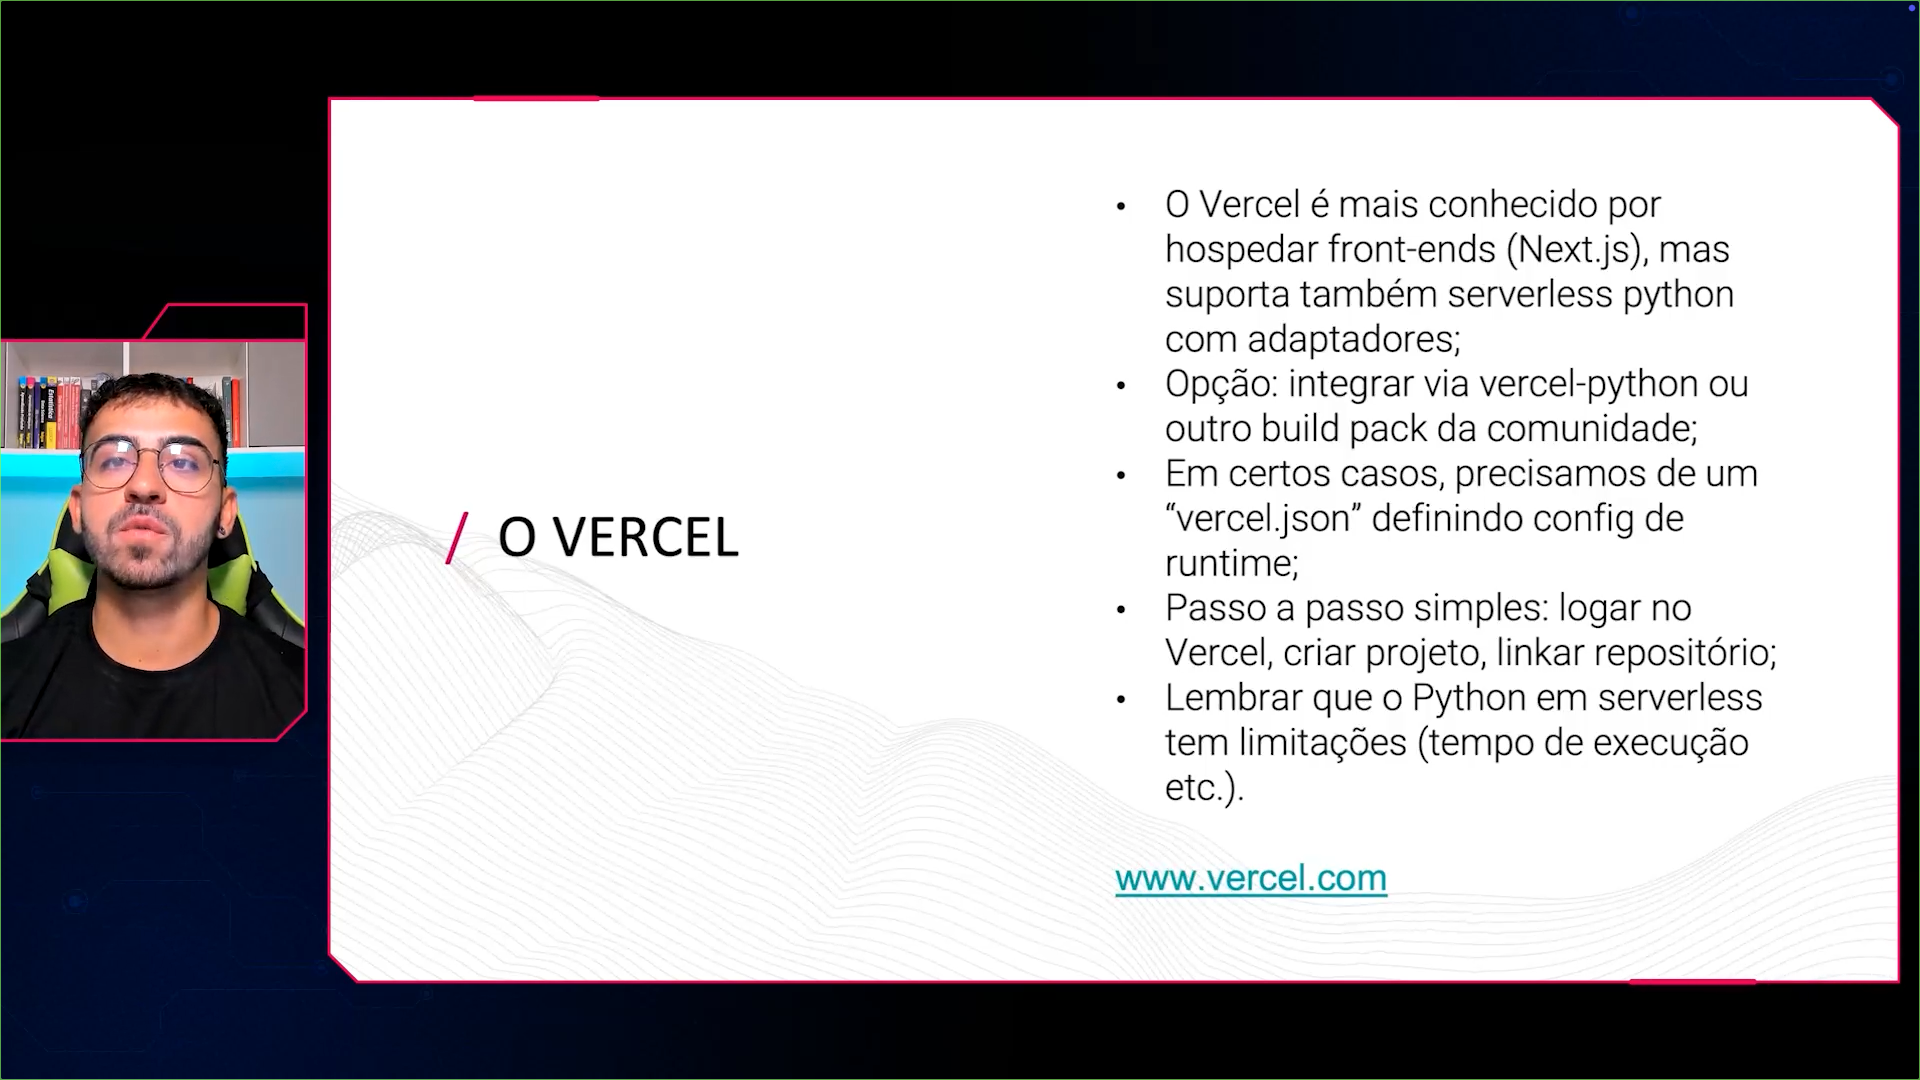 / O VERCEL
• O Vercel é mais conhecido por
hospedar front-ends (Next.js), mas
suporta também serverless python
com adaptadores;
• Opção: integrar via vercel-python ou
outro build pack da comunidade;
• Em certos casos, precisamos de um
“vercel.json” definindo config de
runtime;
• Passo a passo simples: logar no
Vercel, criar projeto, linkar repositório;
• Lembrar que o Python em serverless
tem limitações (tempo de execução
etc.).
www.vercel.com